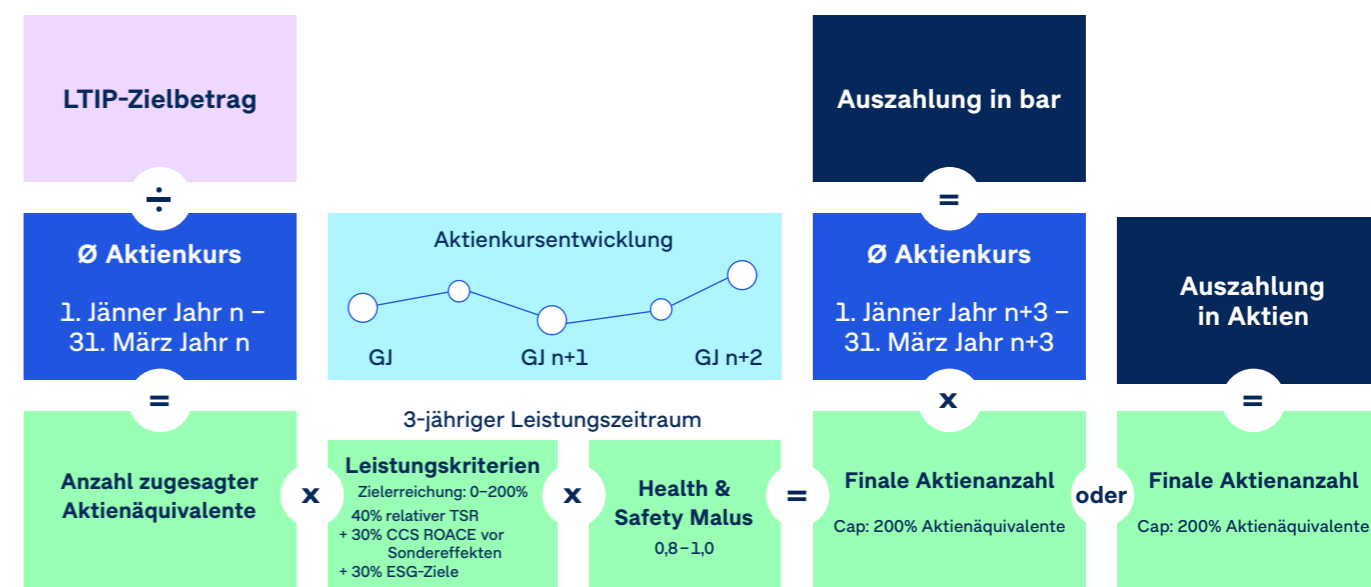 LTIP-Zielbetrag
÷
Ø Aktienkurs
1. Jänner Jahr n –
31. März Jahr n
=
Anzahl zugesagter
Aktienäquivalente
x
Aktienkursentwicklung
GJ
GJ n+1
GJ n+2
3-jähriger Leistungszeitraum
Leistungskriterien
Zielerreichung: 0–200%
40% relativer TSR
+ 30% CCS ROACE vor
Sondereffekten
+ 30% ESG-Ziele
x
Health &
Safety Malus
0,8–1,0
=
Auszahlung in bar
=
Ø Aktienkurs
1. Jänner Jahr n+3 –
31. März Jahr n+3
x
Finale Aktienanzahl
Cap: 200% Aktienäquivalente
oder
Auszahlung
in Aktien
=
Finale Aktienanzahl
Cap: 200% Aktienäquivalente